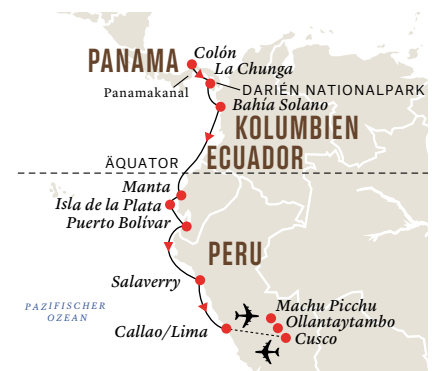 PANAMA
Colón
La Chunga
Panamakanal
DARIÉN NATIONALPARK
Bahía Solano
KOLUMBIEN
ECUADOR
ÄQUATOR
Manta
Isla de la Plata
Puerto Bolívar
PERU
Salaverry
PAZIFISCHER
OZEAN
Machu Picchu
Ollantaytambo
Callao/Lima
Cusco